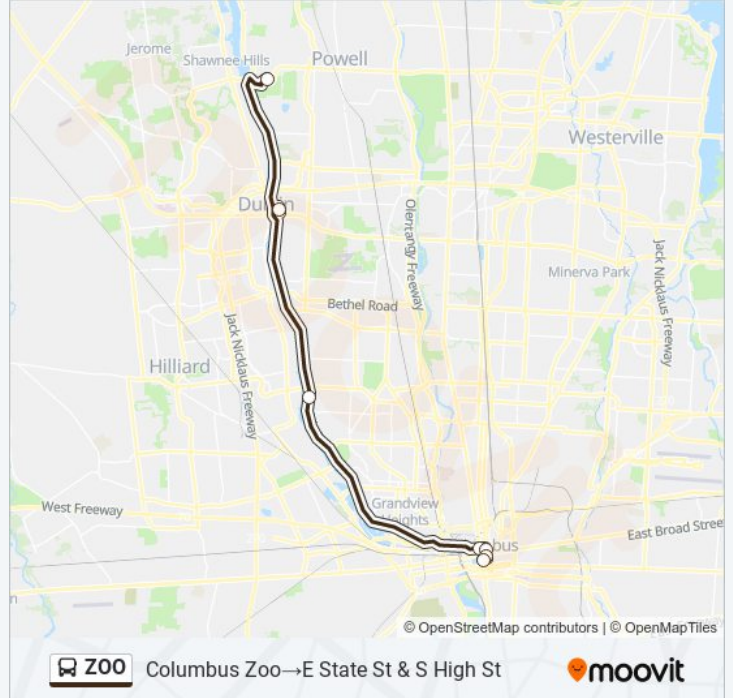 Jerome
Shawnee Hills
Powell
Westerville
Olentangy Freeway
Jack Nicklaus Freeway
Minerva Park
Bethel Road
Jack Nicklaus Freeway
Hilliard
Grandview
Heights
West Freeway
East Broad Stree
© OpenStreetMap contributors | © OpenMapTiles
ZOO Columbus Zoo→E State St & S High St moovit